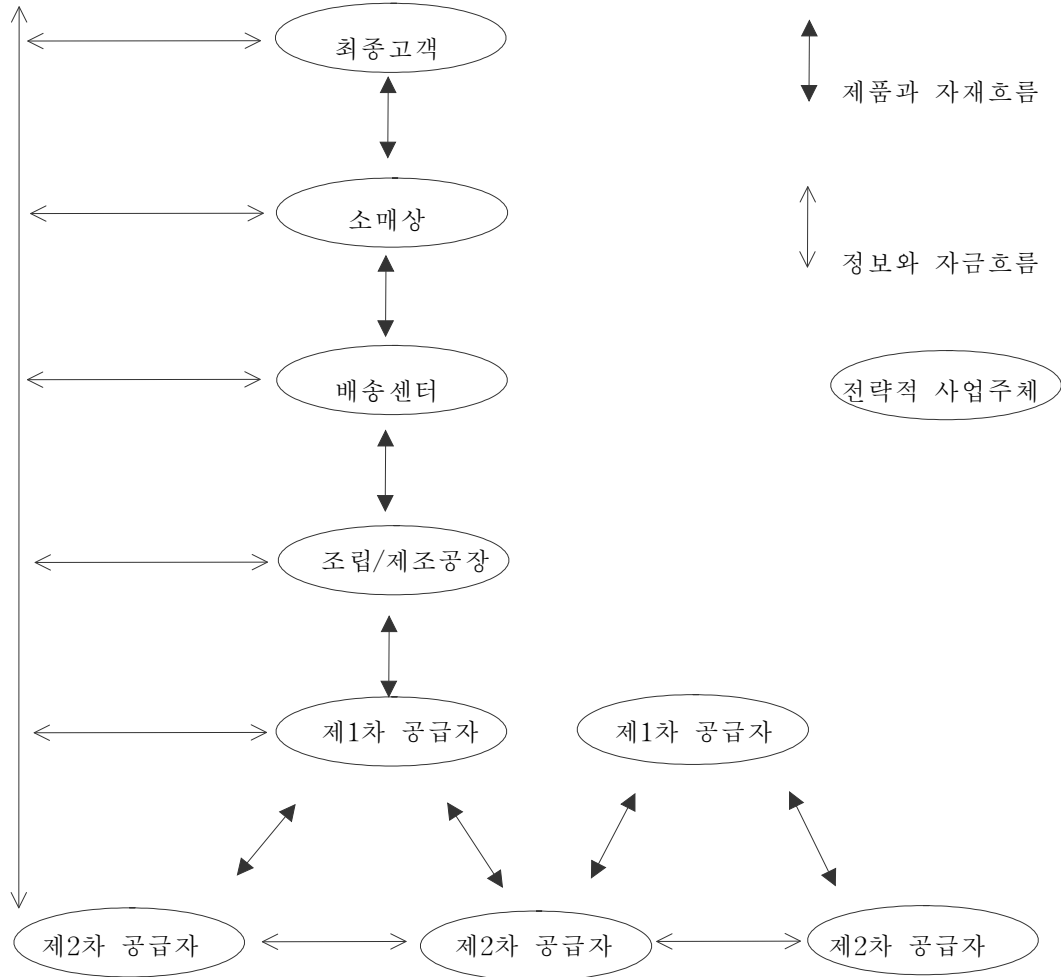 최종고객
제품과 자재흐름
소매상
정보와 자금흐름
배송센터
전략적 사업주체
조립/제조공장
제1차 공급자
제1차 공급자
제2차 공급자
제2차 공급자
제2차 공급자